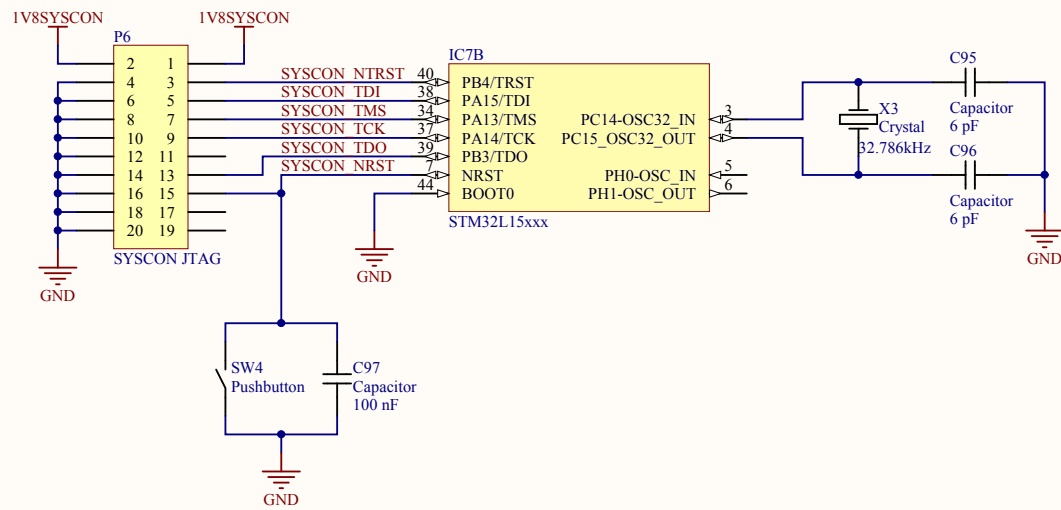 1V8SYSCON
1V8SYSCON
P6
2 1
4 3
6 5
8 7
10 9
12 11
14 13
16 15
18 17
20 19
SYSCON JTAG
GND
SYSCON_NTRST
SYSCON_TDI
SYSCON_TMS
SYSCON_TCK
SYSCON_TDO
SYSCON_NRST
40
38
34
37
39
7
44
IC7B
PB4/TRST
PA15/TDI
PA13/TMS
PA14/TCK
PB3/TDO
NRST
BOOT0
PC14-OSC32_IN
PC15_OSC32_OUT
PH0-OSC_IN
PH1-OSC_OUT
3
4
5
6
STM32L15xxx
GND
X3
Crystal
32.786kHz
C95
Capacitor
6 pF
C96
Capacitor
6 pF
GND
SW4
Pushbutton
C97
Capacitor
100 nF
GND